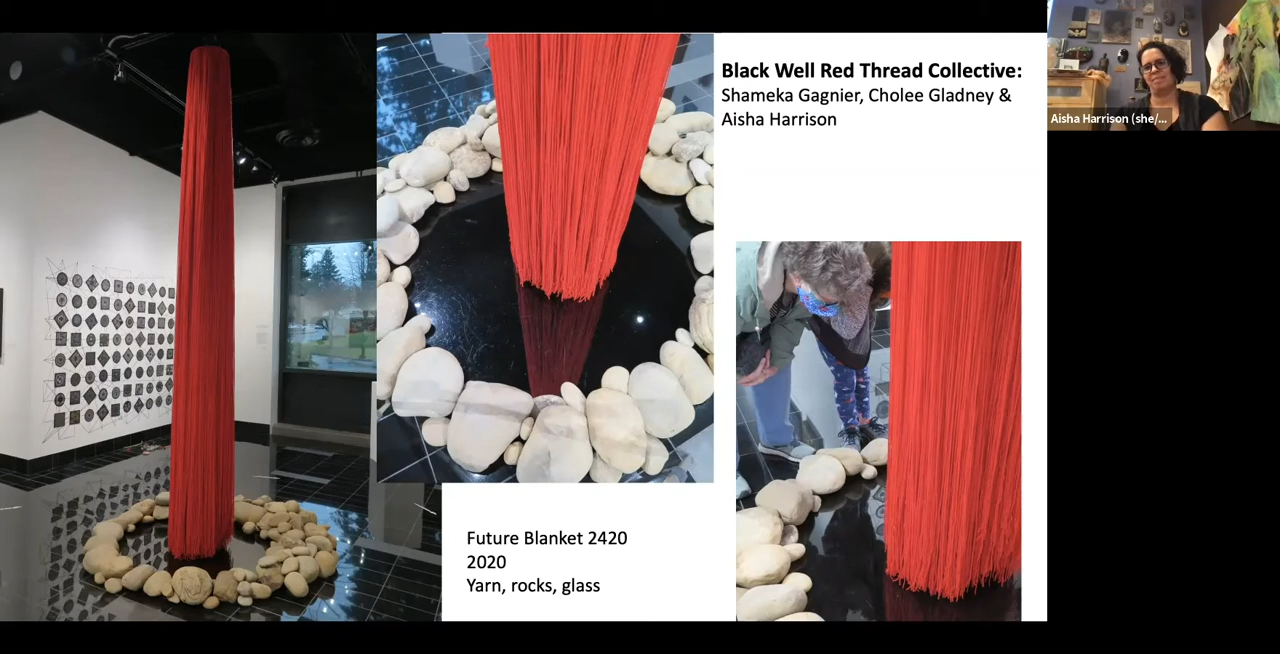 Black Well Red Thread Collective:
Shameka Gagnier, Cholee Gladney &
Aisha Harrison
Aisha Harrison (she/...
Future Blanket 2420
2020
Yarn, rocks, glass